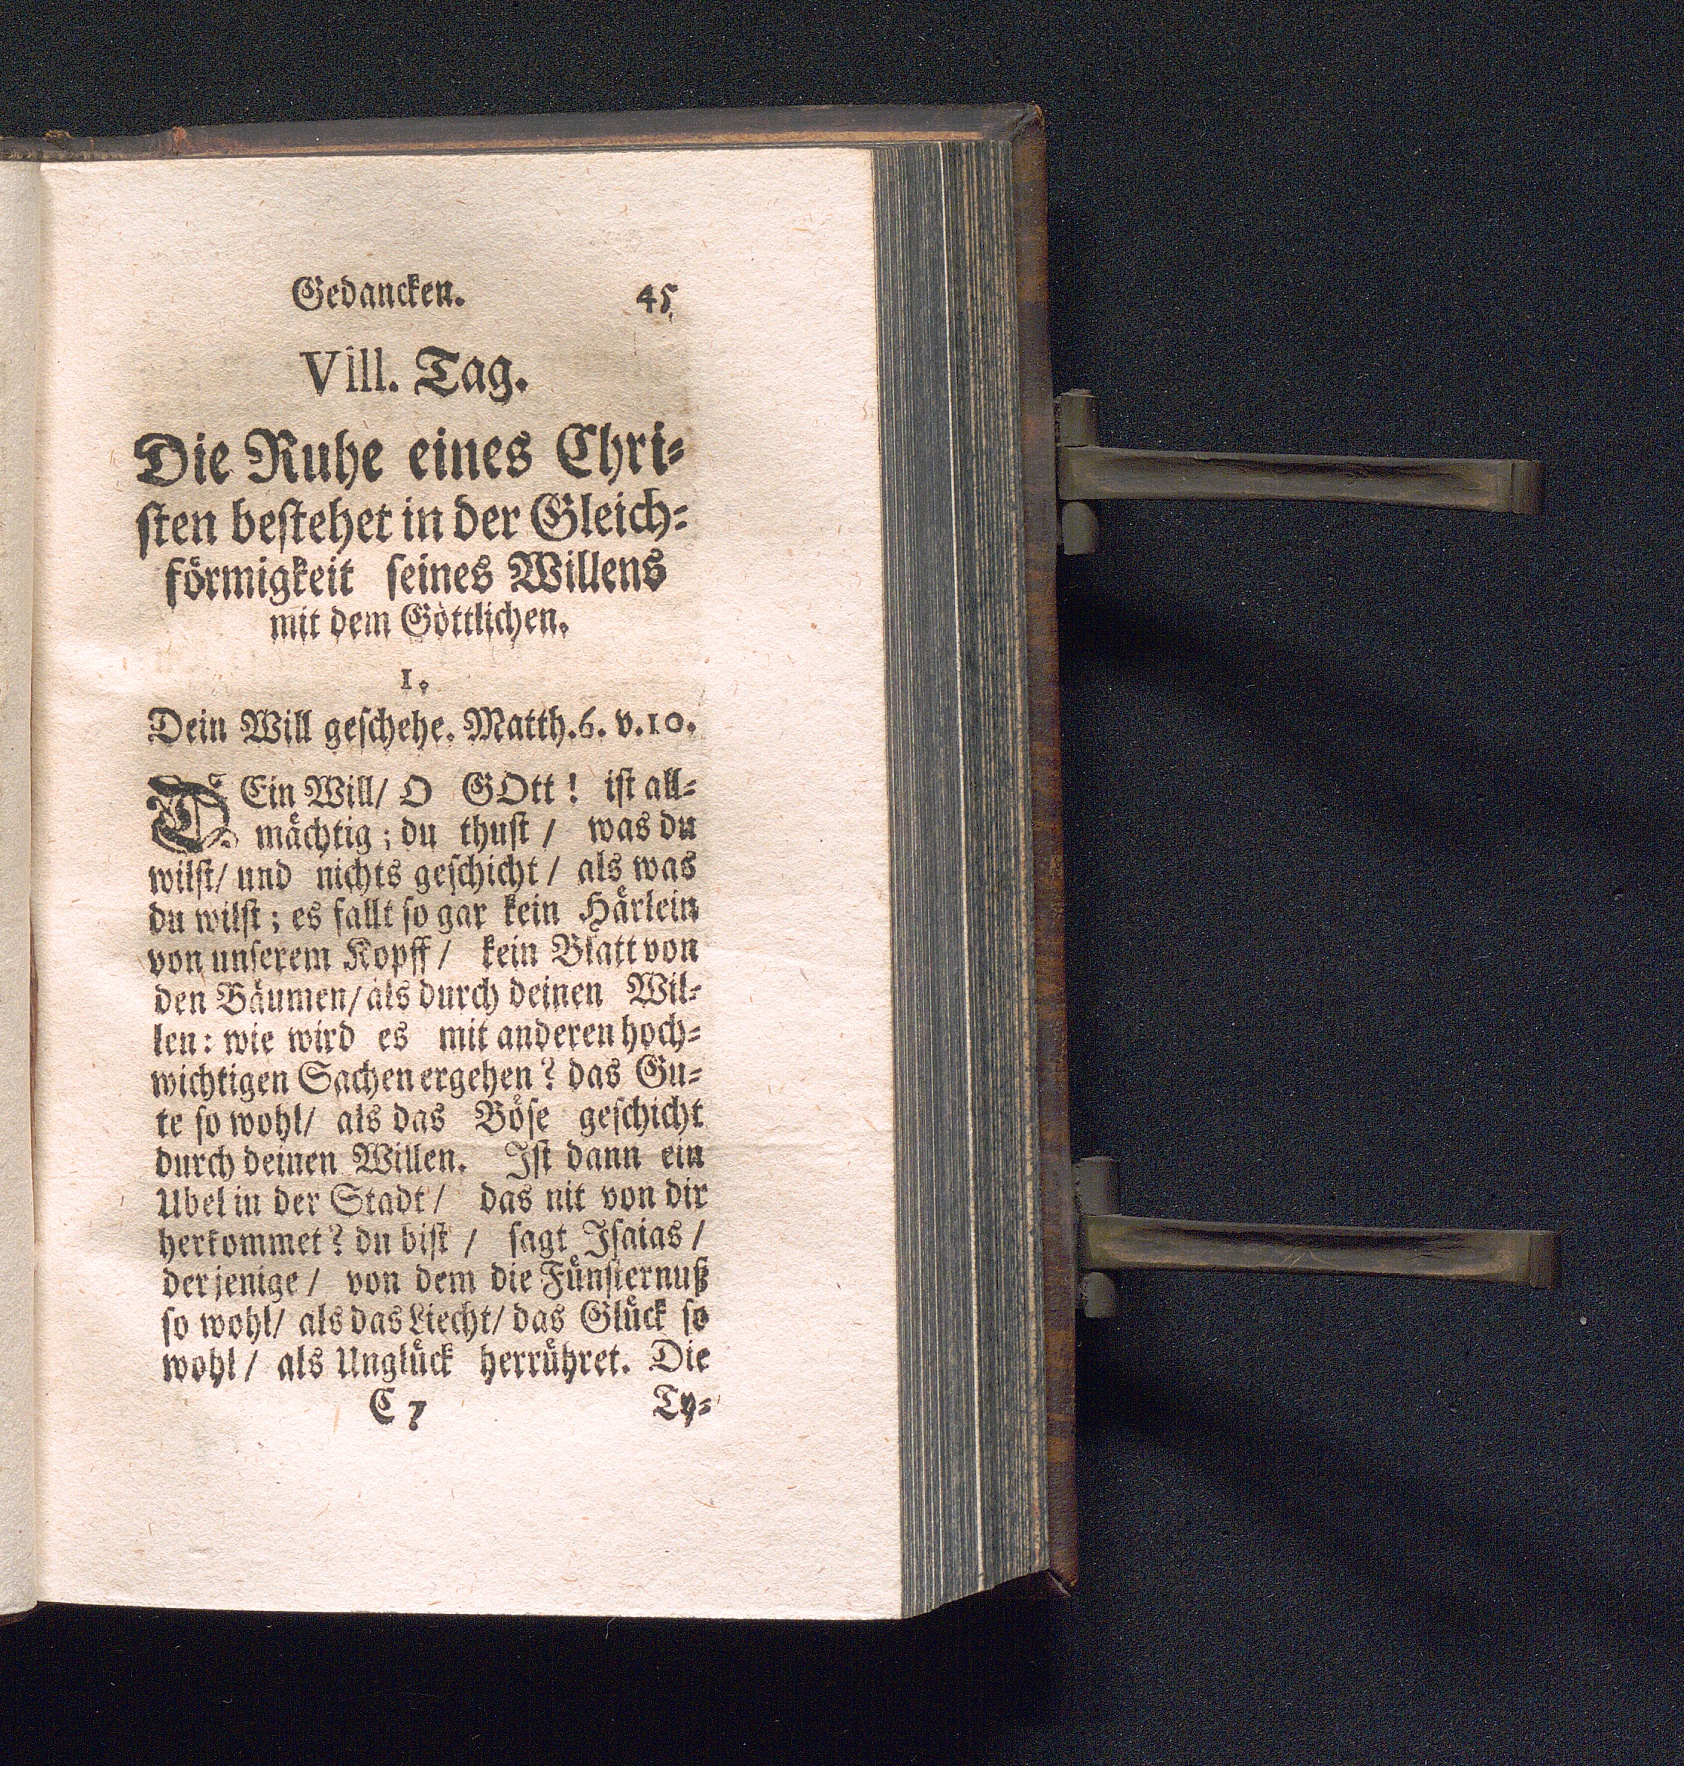 Gedancken. 45
VIII. Tag.
Die Ruhe eines Chri-
ſten beſtehet in der Gleich-
förmigkeit ſeines Willens
mit dem Göttlichen.
I.
Dein Will geſchehe. Matth. 6. v. 10.
DEin Will/ O GOtt! iſt all-
mächtig; du thuſt / was du
wilſt/ und nichts geſchicht / als was
du wilſt; es fallt ſo gar kein Härlein
von unſerem Kopff / kein Blatt von
den Bäumen/ als durch deinen Wil-
len: wie wird es mit anderen hoch-
wichtigen Sachen ergehen? das Gu-
te ſo wohl/ als das Böſe geſchicht
durch deinen Willen. Iſt dann ein
Ubel in der Stadt / das nit von dir
herkommet? du biſt / ſagt Iſaias /
derjenige / von dem die Fünſternuß
ſo wohl/ als das Liecht/ das Glück ſo
wohl / als Unglück herrühret. Die
C 7 Ty-